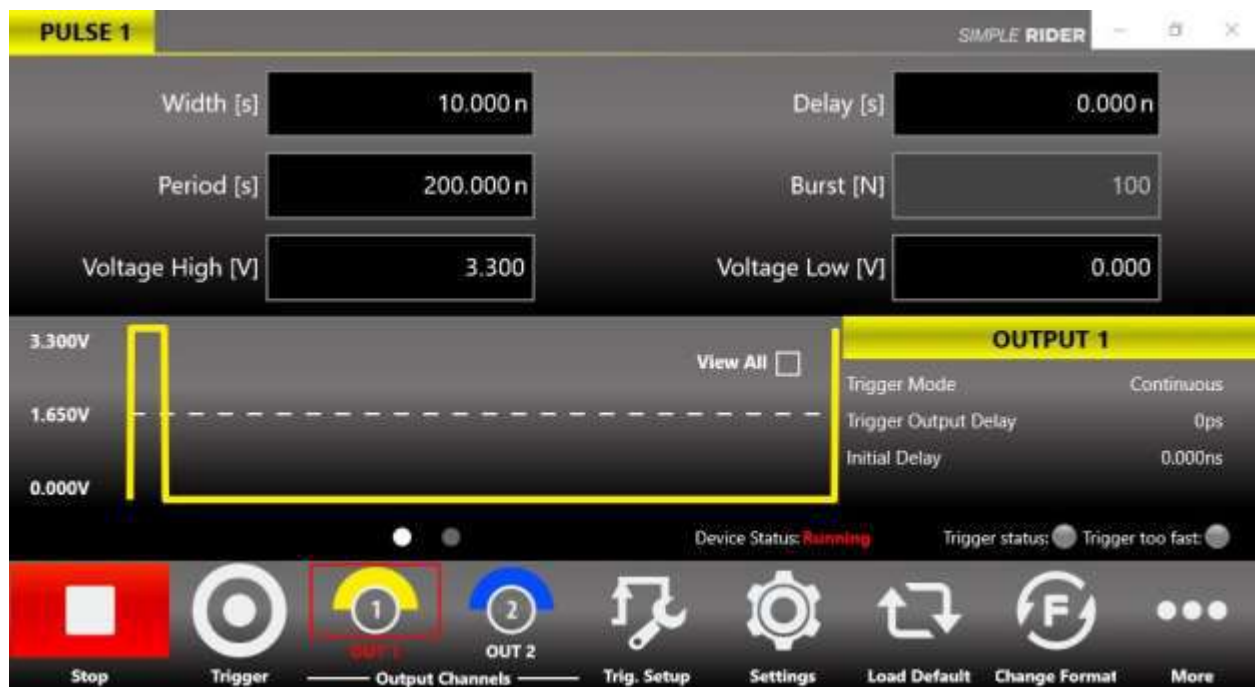 PULSE 1
SIMPLE RIDER
Width [s] 10.000 n Delay [s] 0.000 n
Period [s] 200.000 n Burst [N] 100
Voltage High [V] 3.300 Voltage Low [V] 0.000
3.300V
1.650V
0.000V
View All
OUTPUT 1
Trigger Mode Continuous
Trigger Output Delay 0ps
Initial Delay 0.000ns
Device Status: Running Trigger status: Trigger too fast:
1 2 F
OUT 1 OUT 2
Stop Trigger Output Channels Trig. Setup Settings Load Default Change Format More